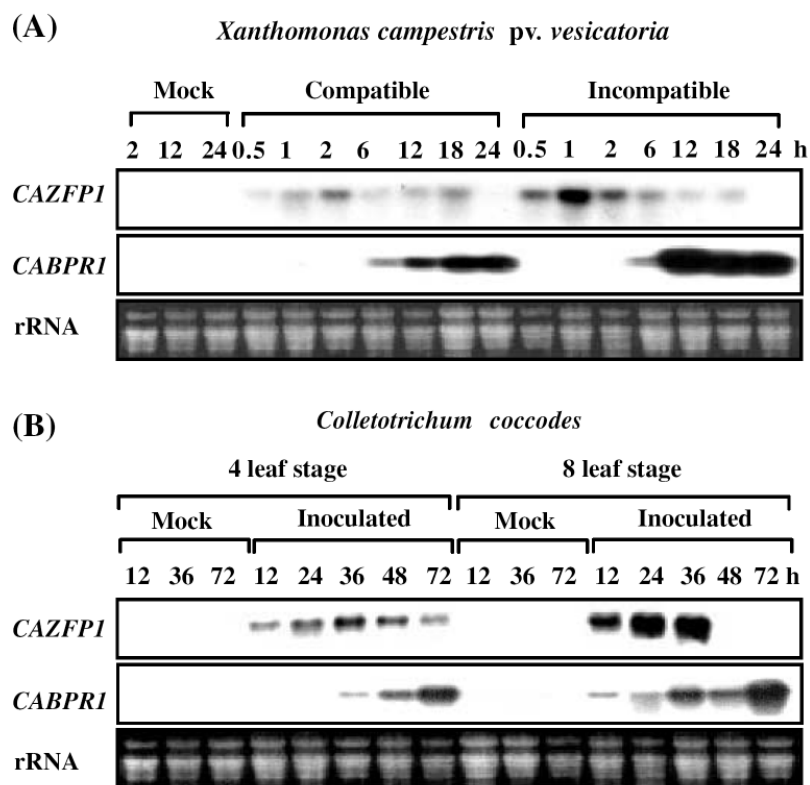 (A)
Xanthomonas campestris pv. vesicatoria
Mock Compatible Incompatible
2 12 24 0.5 1 2 6 12 18 24 0.5 1 2 6 12 18 24 h
CAZFP1
CABPR1
rRNA
(B)
Colletotrichum coccodes
4 leaf stage 8 leaf stage
Mock Inoculated Mock Inoculated
12 36 72 12 24 36 48 72 12 36 72 12 24 36 48 72 h
CAZFP1
CABPR1
rRNA